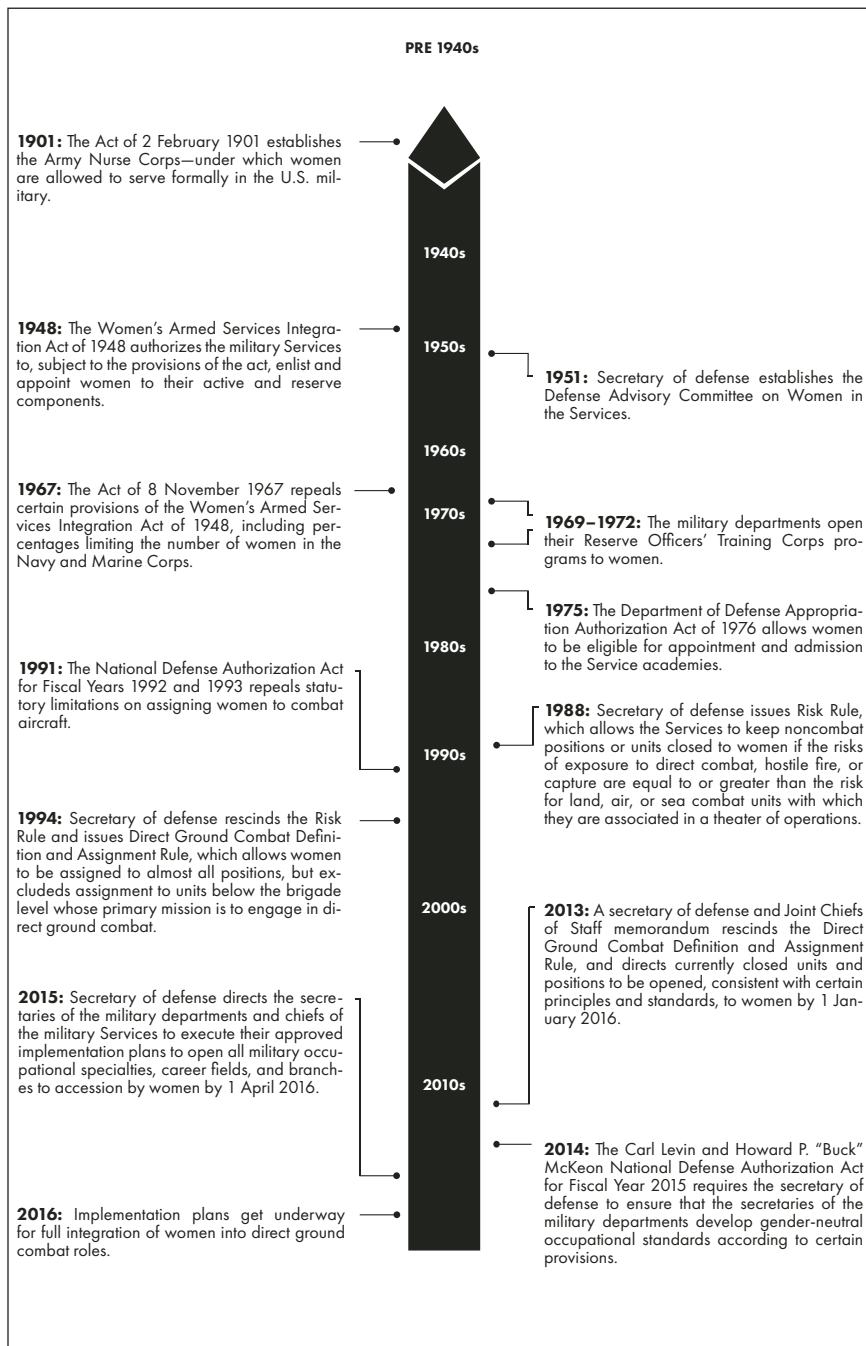 PRE 1940s
1901: The Act of 2 February 1901 establishes
the Army Nurse Corps—under which women
are allowed to serve formally in the U.S. mil-
itary.
1940s
1948: The Women's Armed Services Integra-
tion Act of 1948 authorizes the military Services
to, subject to the provisions of the act, enlist and
appoint women to their active and reserve
components.
1950s
1951: Secretary of defense establishes the
Defense Advisory Committee on Women in
the Services.
1960s
1967: The Act of 8 November 1967 repeals
certain provisions of the Women's Armed Ser-
vices Integration Act of 1948, including per-
centages limiting the number of women in the
Navy and Marine Corps.
1970s
1969–1972: The military departments open
their Reserve Officers' Training Corps pro-
grams to women.
1975: The Department of Defense Appropria-
tion Authorization Act of 1976 allows women
to be eligible for appointment and admission
to the Service academies.
1980s
1991: The National Defense Authorization Act
for Fiscal Years 1992 and 1993 repeals statu-
tory limitations on assigning women to combat
aircraft.
1988: Secretary of defense issues Risk Rule,
which allows the Services to keep noncombat
positions or units closed to women if the risks
of exposure to direct combat, hostile fire, or
capture are equal to or greater than the risk
for land, air, or sea combat units with which
they are associated in a theater of operations.
1990s
1994: Secretary of defense rescinds the Risk
Rule and issues Direct Ground Combat Defini-
tion and Assignment Rule, which allows women
to be assigned to almost all positions, but ex-
cludeds assignment to units below the brigade
level whose primary mission is to engage in di-
rect ground combat.
2000s
2013: A secretary of defense and Joint Chiefs
of Staff memorandum rescinds the Direct
Ground Combat Definition and Assignment
Rule, and directs currently closed units and
positions to be opened, consistent with certain
principles and standards, to women by 1 Jan-
uary 2016.
2015: Secretary of defense directs the secre-
taries of the military departments and chiefs of
the military Services to execute their approved
implementation plans to open all military occu-
pational specialties, career fields, and branch-
es to accession by women by 1 April 2016.
2010s
2014: The Carl Levin and Howard P. "Buck"
McKeon National Defense Authorization Act
for Fiscal Year 2015 requires the secretary of
defense to ensure that the secretaries of the
military departments develop gender-neutral
occupational standards according to certain
provisions.
2016: Implementation plans get underway
for full integration of women into direct ground
combat roles.